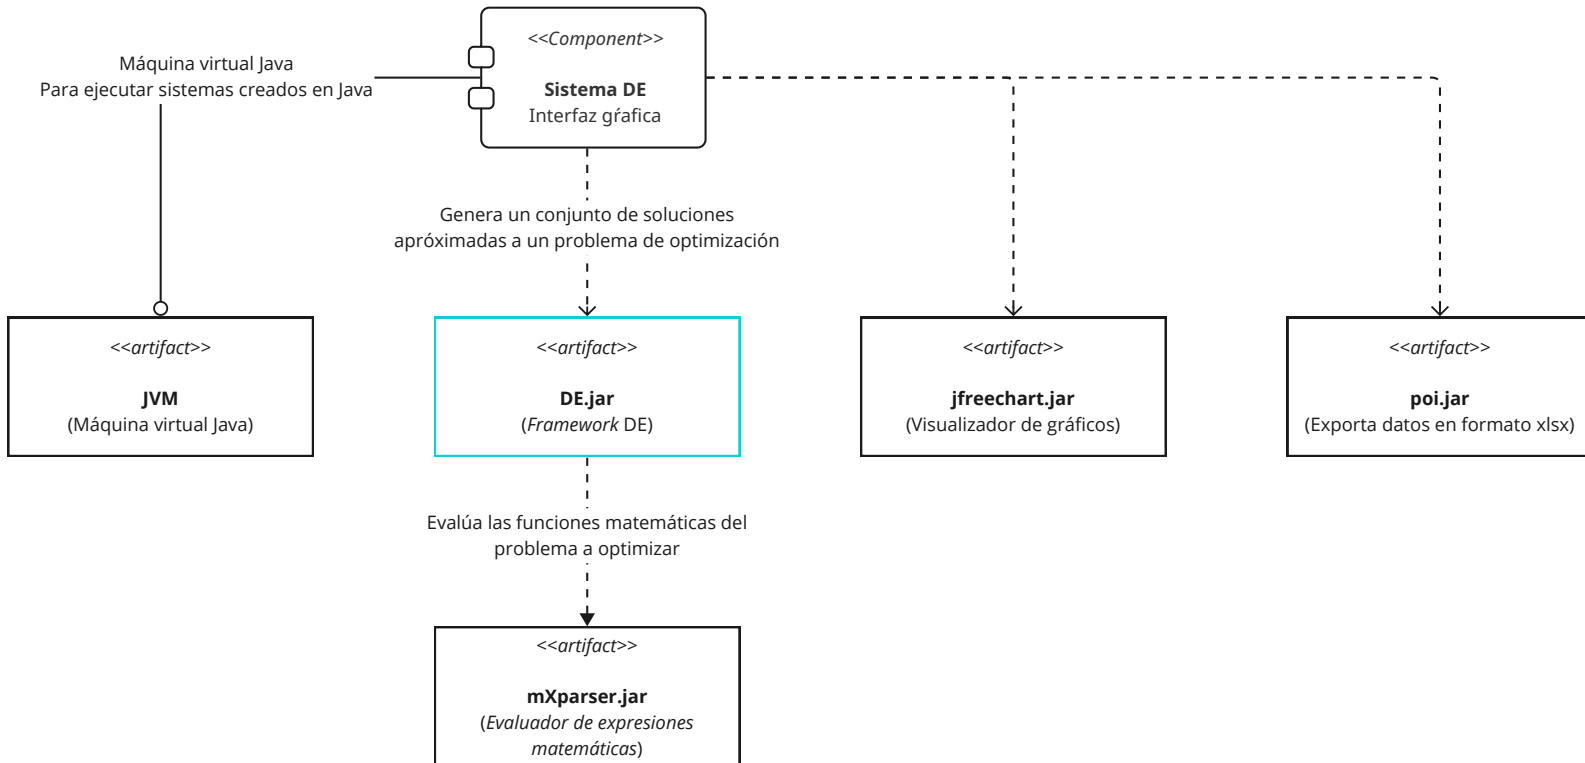 <<Component>>
Sistema DE
Interfaz gŕafica
Máquina virtual Java
Para ejecutar sistemas creados en Java
Genera un conjunto de soluciones
apróximadas a un problema de optimización
<<artifact>>
JVM
(Máquina virtual Java)
<<artifact>>
DE.jar
(Framework DE)
<<artifact>>
jfreechart.jar
(Visualizador de gráficos)
<<artifact>>
poi.jar
(Exporta datos en formato xlsx)
Evalúa las funciones matemáticas del
problema a optimizar
<<artifact>>
mXparser.jar
(Evaluador de expresiones
matemáticas)